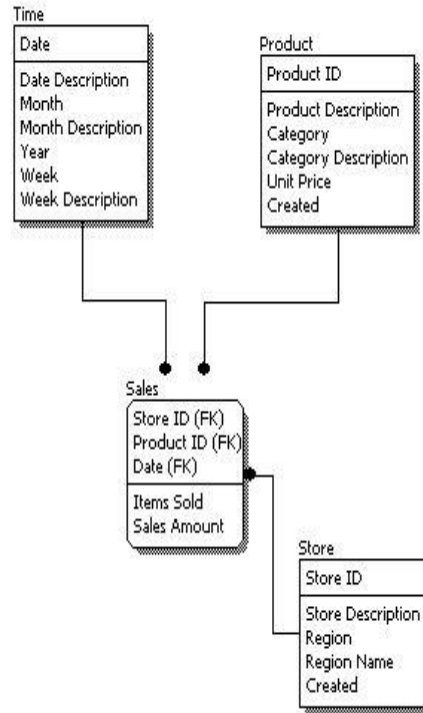 Time
Date
Date Description
Month
Month Description
Year
Week
Week Description
Product
Product ID
Product Description
Category
Category Description
Unit Price
Created
Sales
Store ID (FK)
Product ID (FK)
Date (FK)
Items Sold
Sales Amount
Store
Store ID
Store Description
Region
Region Name
Created